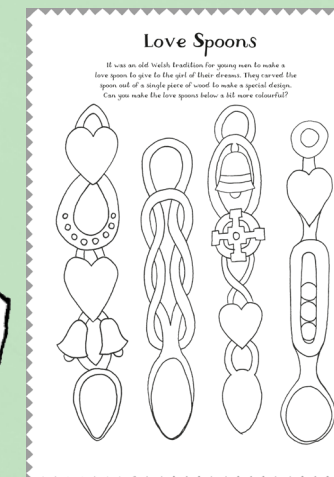 Love Spoons
It was an old Welsh tradition for young men to make a
love spoon to give to the girl of their dreams. They carved the
spoon out of a single piece of wood to make a special design.
Can you make the love spoons below a bit more colourful?